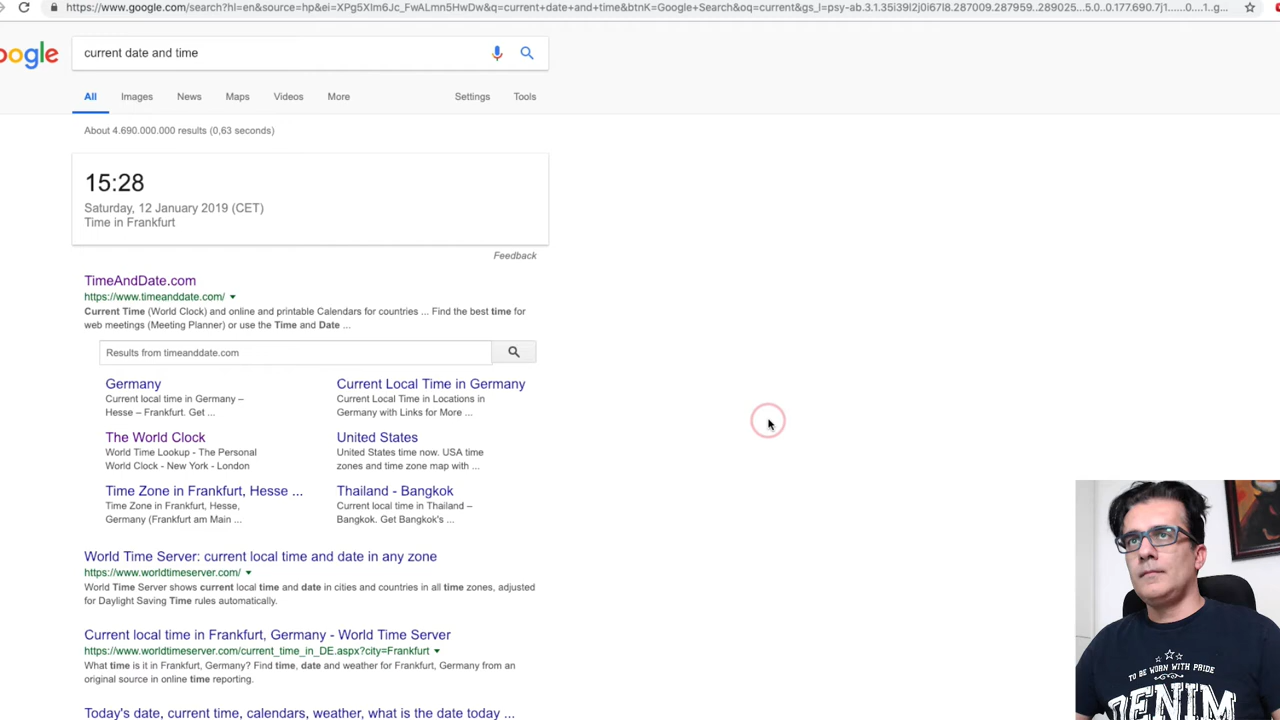 https://www.google.com/search?hl=en&source=hp&ei=XPg5XIm6Jc_FwALmn5HwDw&q=current+date+and+time&btnK=Google+Search&oq=current&gs_l=psy-ab.3.1.35i39l2j0i67l8.287009.287959..289025...5.0..0.177.690.7j1......0....1..g...
oogle
current date and time
All Images News Maps Videos More Settings Tools
About 4.690.000.000 results (0,63 seconds)
15:28
Saturday, 12 January 2019 (CET)
Time in Frankfurt
Feedback
TimeAndDate.com
https://www.timeanddate.com/
Current Time (World Clock) and online and printable Calendars for countries ... Find the best time for
web meetings (Meeting Planner) or use the Time and Date ...
Results from timeanddate.com
Germany
Current local time in Germany –
Hesse – Frankfurt. Get ...
Current Local Time in Germany
Current Local Time in Locations in
Germany with Links for More ...
The World Clock
World Time Lookup - The Personal
World Clock - New York - London
United States
United States time now. USA time
zones and time zone map with ...
Time Zone in Frankfurt, Hesse ...
Time Zone in Frankfurt, Hesse,
Germany (Frankfurt am Main ...
Thailand - Bangkok
Current local time in Thailand –
Bangkok. Get Bangkok's ...
World Time Server: current local time and date in any zone
https://www.worldtimeserver.com/
World Time Server shows current local time and date in cities and countries in all time zones, adjusted
for Daylight Saving Time rules automatically.
Current local time in Frankfurt, Germany - World Time Server
https://www.worldtimeserver.com/current_time_in_DE.aspx?city=Frankfurt
What time is it in Frankfurt, Germany? Find time, date and weather for Frankfurt, Germany from an
original source in online time reporting.
Today's date, current time, calendars, weather, what is the date today ...
TO BE WORN WITH PRIDE
DENIM